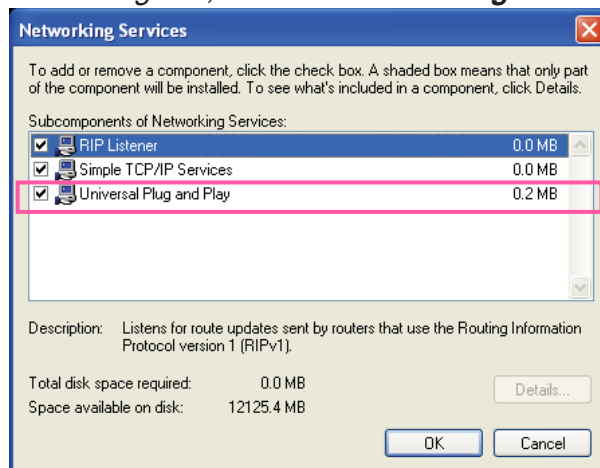 Networking Services
To add or remove a component, click the check box. A shaded box means that only part
of the component will be installed. To see what's included in a component, click Details.
Subcomponents of Networking Services:
RIP Listener 0.0 MB
Simple TCP/IP Services 0.0 MB
Universal Plug and Play 0.2 MB
Description: Listens for route updates sent by routers that use the Routing Information
Protocol version 1 (RIPv1).
Total disk space required: 0.0 MB
Space available on disk: 12125.4 MB
Details...
OK Cancel